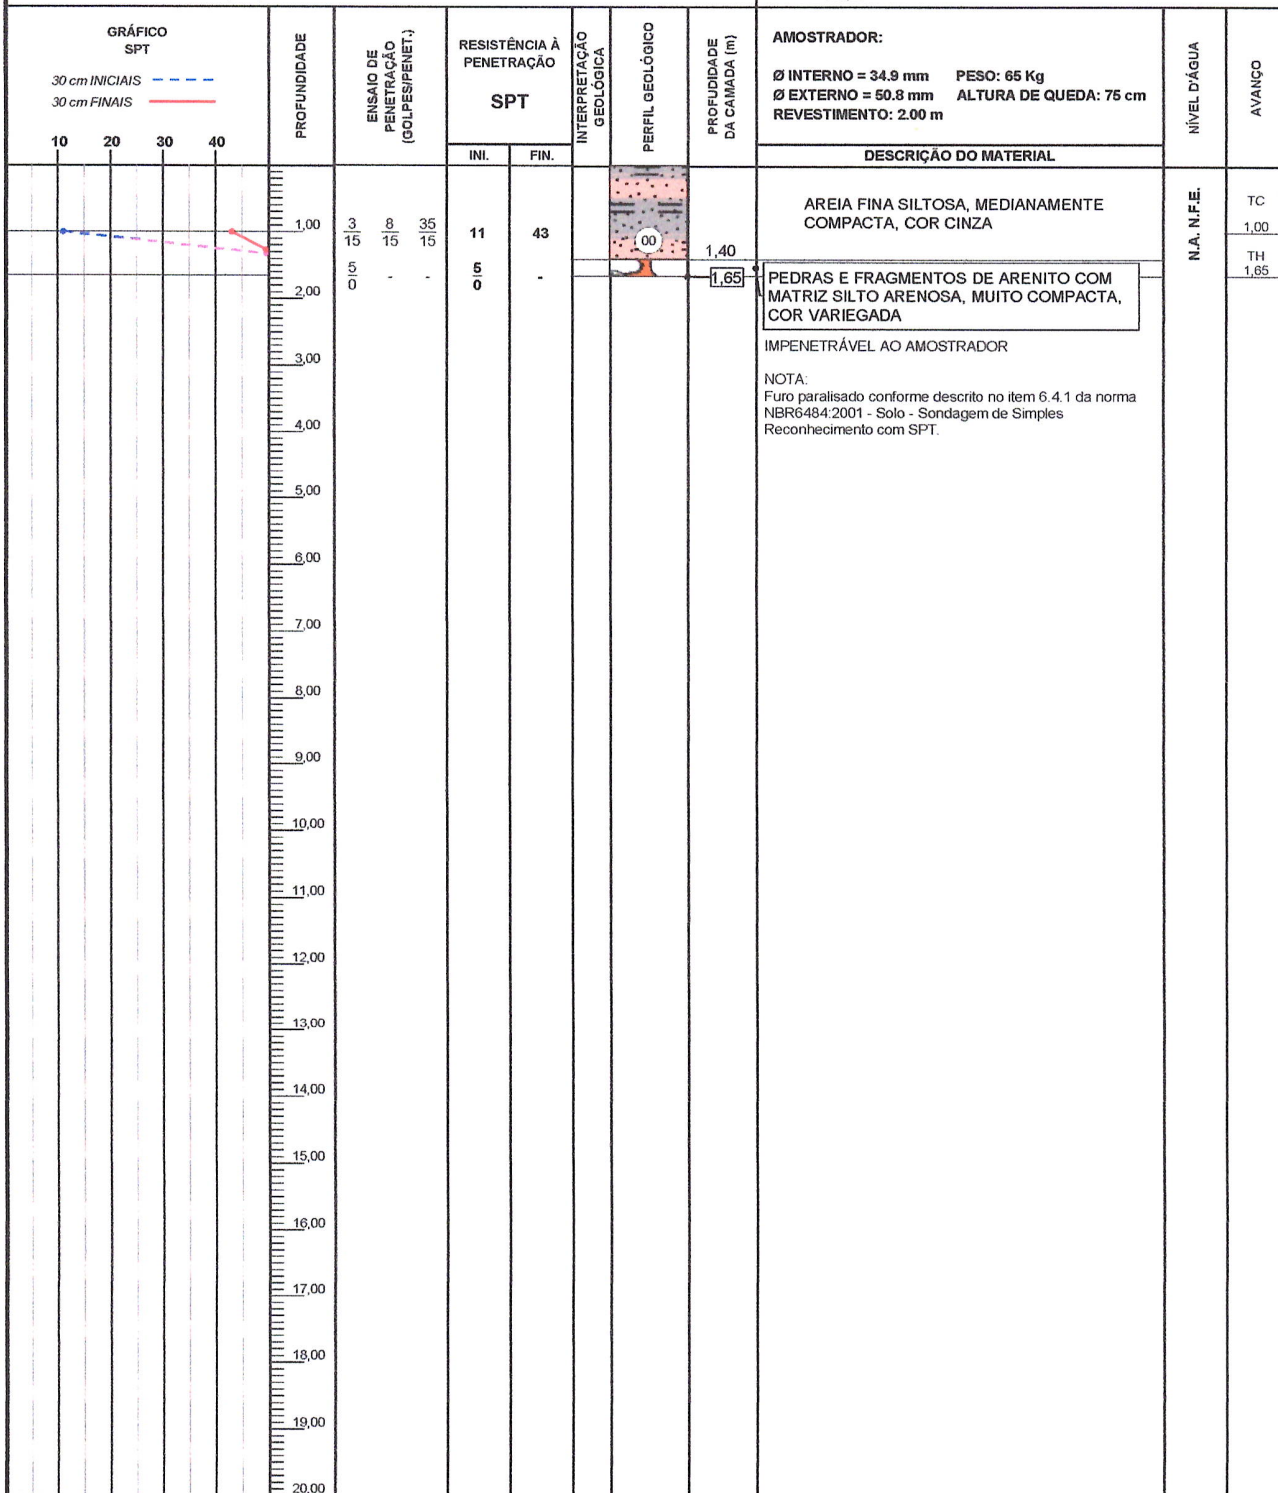 GRÁFICO
SPT
30 cm INICIAIS
30 cm FINAIS
10 20 30 40
PROFUNDIDADE
ENSAIO DE
PENETRAÇÃO
(GOLPES/PENET.)
RESISTÊNCIA À
PENETRAÇÃO
SPT
INI. FIN.
INTERPRETAÇÃO
GEOLÓGICA
PERFIL GEOLÓGICO
PROFUDIDADE
DA CAMADA (m)
AMOSTRADOR:
Ø INTERNO = 34.9 mm PESO: 65 Kg
Ø EXTERNO = 50.8 mm ALTURA DE QUEDA: 75 cm
REVESTIMENTO: 2.00 m
DESCRIÇÃO DO MATERIAL
NÍVEL D'ÁGUA
AVANÇO
1,00
3/15 8/15 35/15
11 43
00
1,40
AREIA FINA SILTOSA, MEDIANAMENTE
COMPACTA, COR CINZA
N.A. N.F.E.
TC
1,00
TH
1,65
5/0 - -
5/0 -
1,65
PEDRAS E FRAGMENTOS DE ARENITO COM
MATRIZ SILTO ARENOSA, MUITO COMPACTA,
COR VARIEGADA
IMPENETRÁVEL AO AMOSTRADOR
NOTA:
Furo paralisado conforme descrito no item 6.4.1 da norma
NBR6484:2001 - Solo - Sondagem de Simples
Reconhecimento com SPT.
2,00
3,00
4,00
5,00
6,00
7,00
8,00
9,00
10,00
11,00
12,00
13,00
14,00
15,00
16,00
17,00
18,00
19,00
20,00